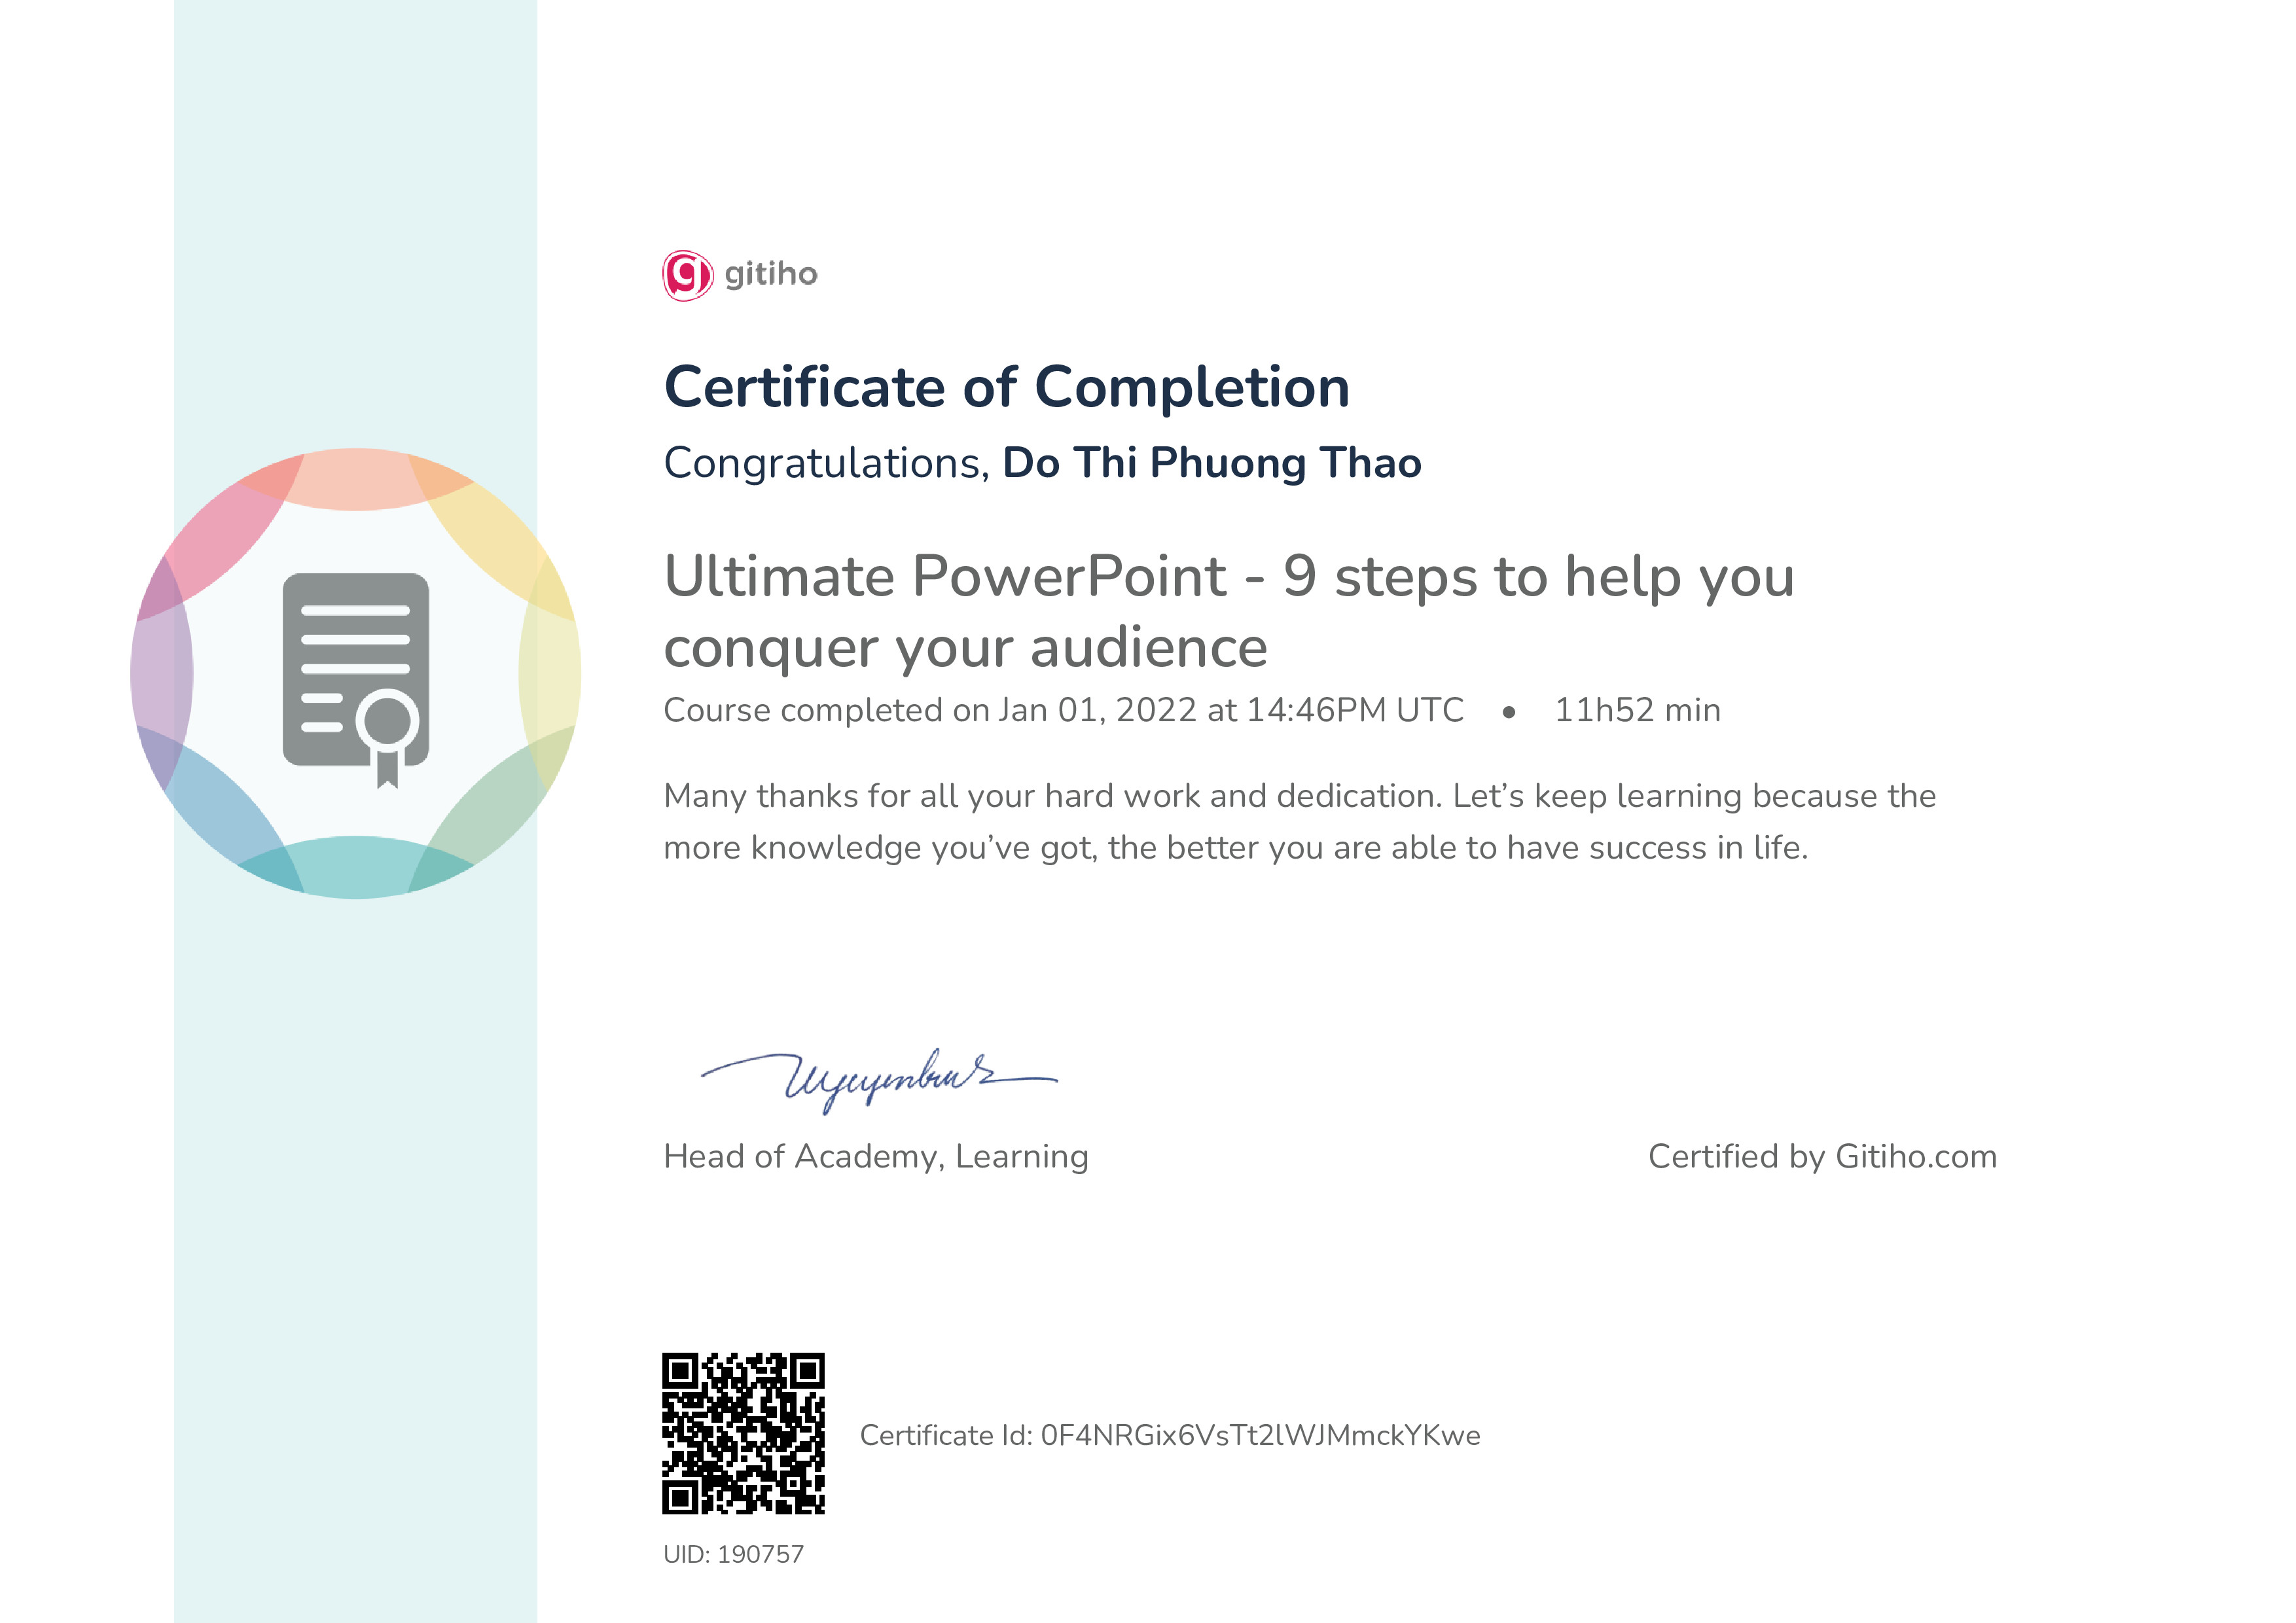 gitiho
Certificate of Completion
Congratulations, Do Thi Phuong Thao
Ultimate PowerPoint - 9 steps to help you
conquer your audience
Course completed on Jan 01, 2022 at 14:46PM UTC • 11h52 min
Many thanks for all your hard work and dedication. Let’s keep learning because the
more knowledge you’ve got, the better you are able to have success in life.
Head of Academy, Learning
Certified by Gitiho.com
Certificate Id: 0F4NRGix6VsTt2lWJMmckYKwe
UID: 190757